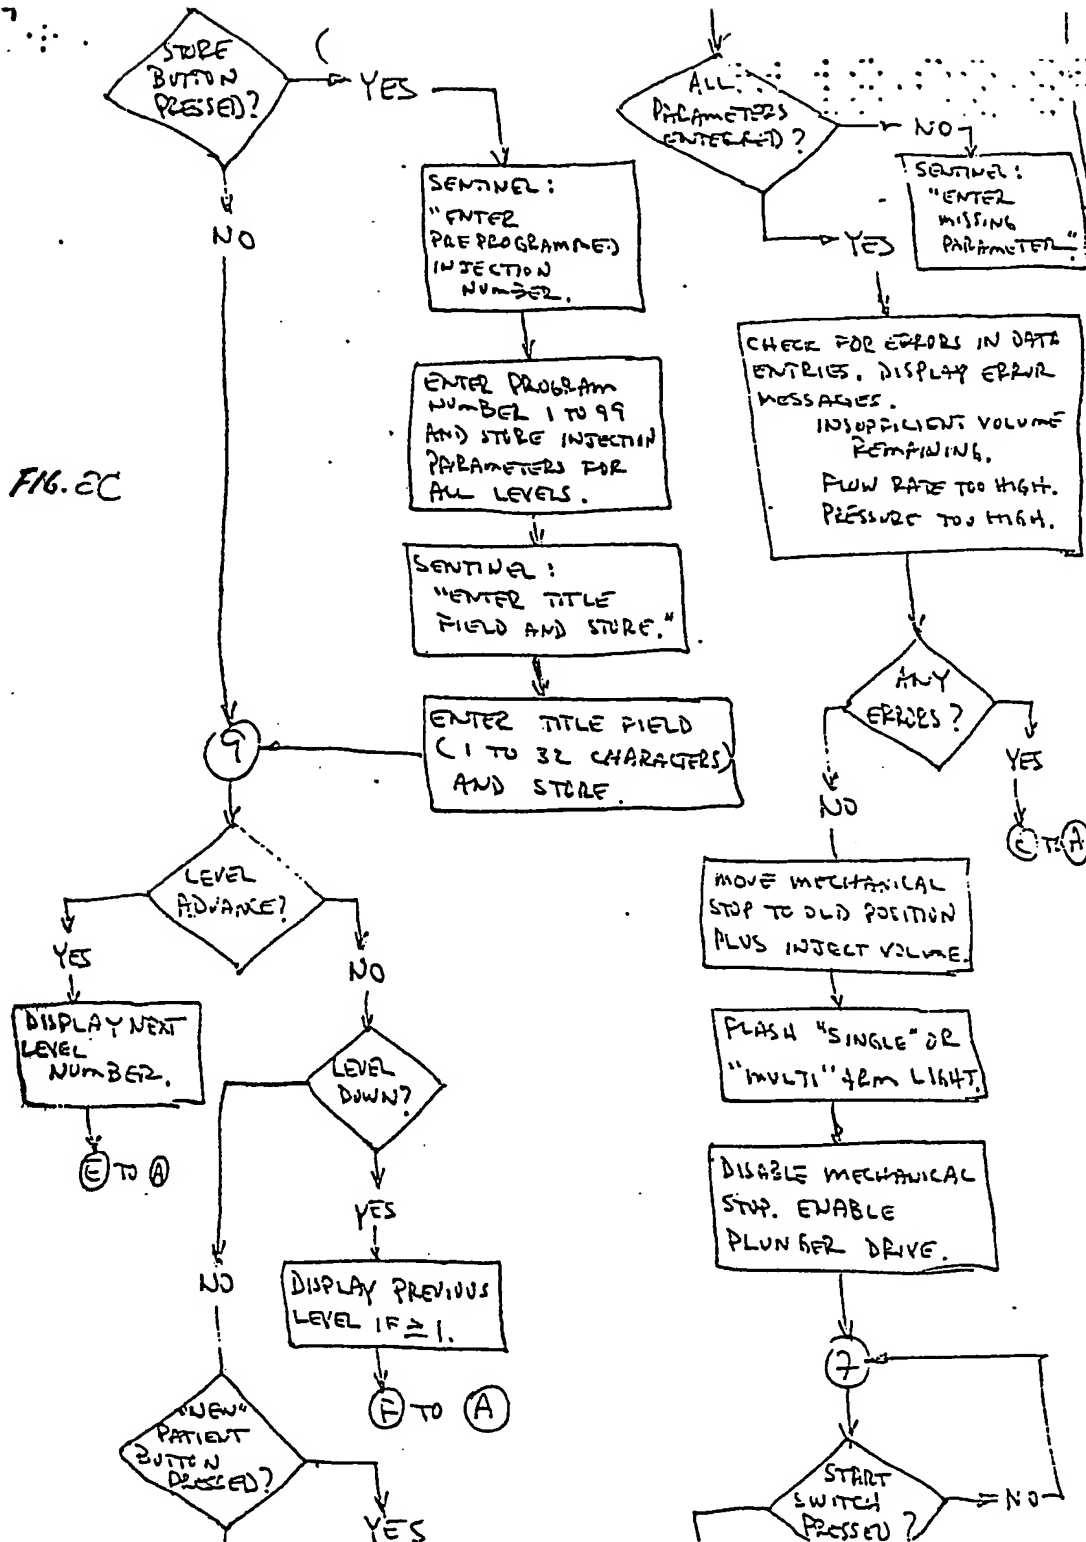 STORE
BUTTON
PRESSED?
YES
NO
SENTINEL:
"ENTER
PREPROGRAMMED
INJECTION
NUMBER.
ENTER PROGRAM
NUMBER 1 TO 99
AND STORE INJECTION
PARAMETERS FOR
ALL LEVELS.
SENTINEL:
"ENTER TITLE
FIELD AND STORE."
ENTER TITLE FIELD
(1 TO 32 CHARACTERS)
AND STORE.
FIG. 2C
9
LEVEL
ADVANCE?
YES
NO
DISPLAY NEXT
LEVEL
NUMBER.
E TO A
LEVEL
DOWN?
YES
NO
DISPLAY PREVIOUS
LEVEL IF ≥ 1.
F TO A
"NEW"
PATIENT
BUTTON
PRESSED?
YES
ALL
PARAMETERS
ENTERED?
NO
SENTINEL:
"ENTER
MISSING
PARAMETER."
YES
CHECK FOR ERRORS IN DATA
ENTRIES. DISPLAY ERROR
MESSAGES.
INSUFFICIENT VOLUME
REMAINING.
FLOW RATE TOO HIGH.
PRESSURE TOO HIGH.
ANY
ERRORS?
YES
C TO A
NO
MOVE MECHANICAL
STOP TO OLD POSITION
PLUS INJECT VOLUME.
FLASH "SINGLE" OR
"MULTI" ARM LIGHT.
DISABLE MECHANICAL
STOP. ENABLE
PLUNGER DRIVE.
7
START
SWITCH
PRESSED?
NO